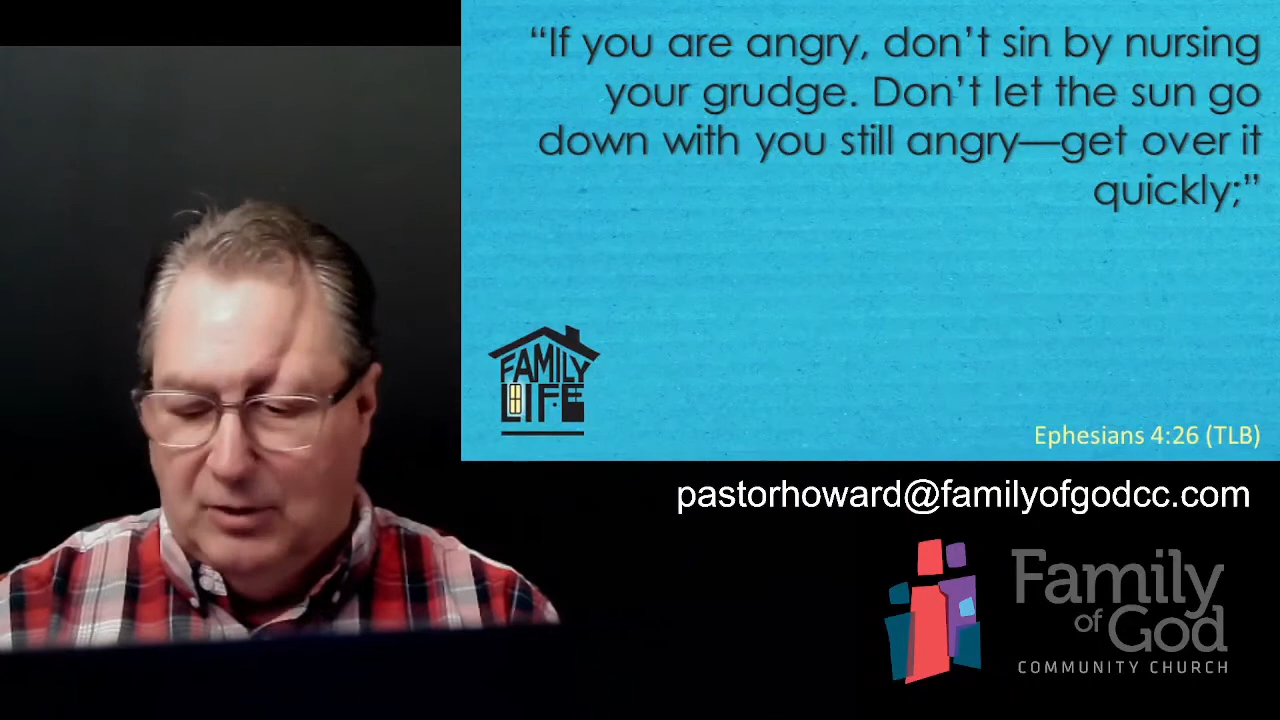 “If you are angry, don’t sin by nursing
your grudge. Don’t let the sun go
down with you still angry—get over it
quickly;”
FAMILY
LIFE
Ephesians 4:26 (TLB)
pastorhoward@familyofgodcc.com
Family
of God
COMMUNITY CHURCH